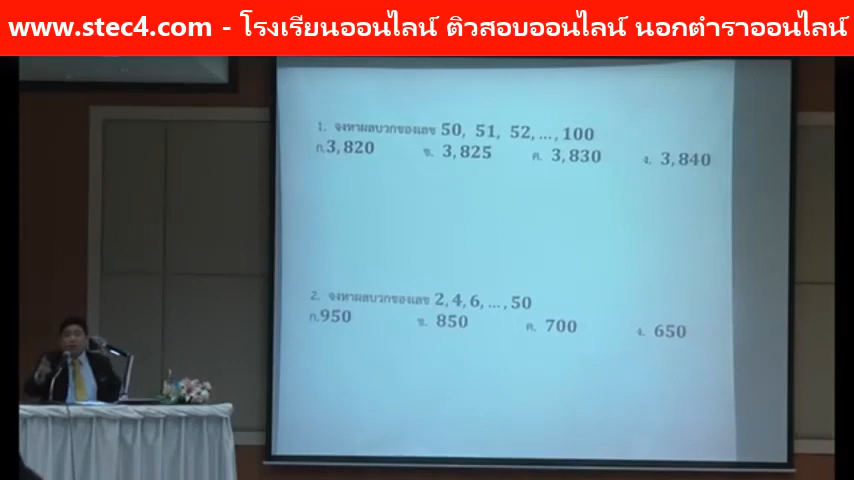 www.stec4.com - โรงเรียนออนไลน์ ติวสอบออนไลน์ นอกตำราออนไลน์
1. จงหาผลบวกของเลข 50, 51, 52, ... , 100
ก.3,820 ข. 3,825 ค. 3,830 ง. 3,840
2. จงหาผลบวกของเลข 2, 4, 6, ... , 50
ก.950 ข. 850 ค. 700 ง. 650